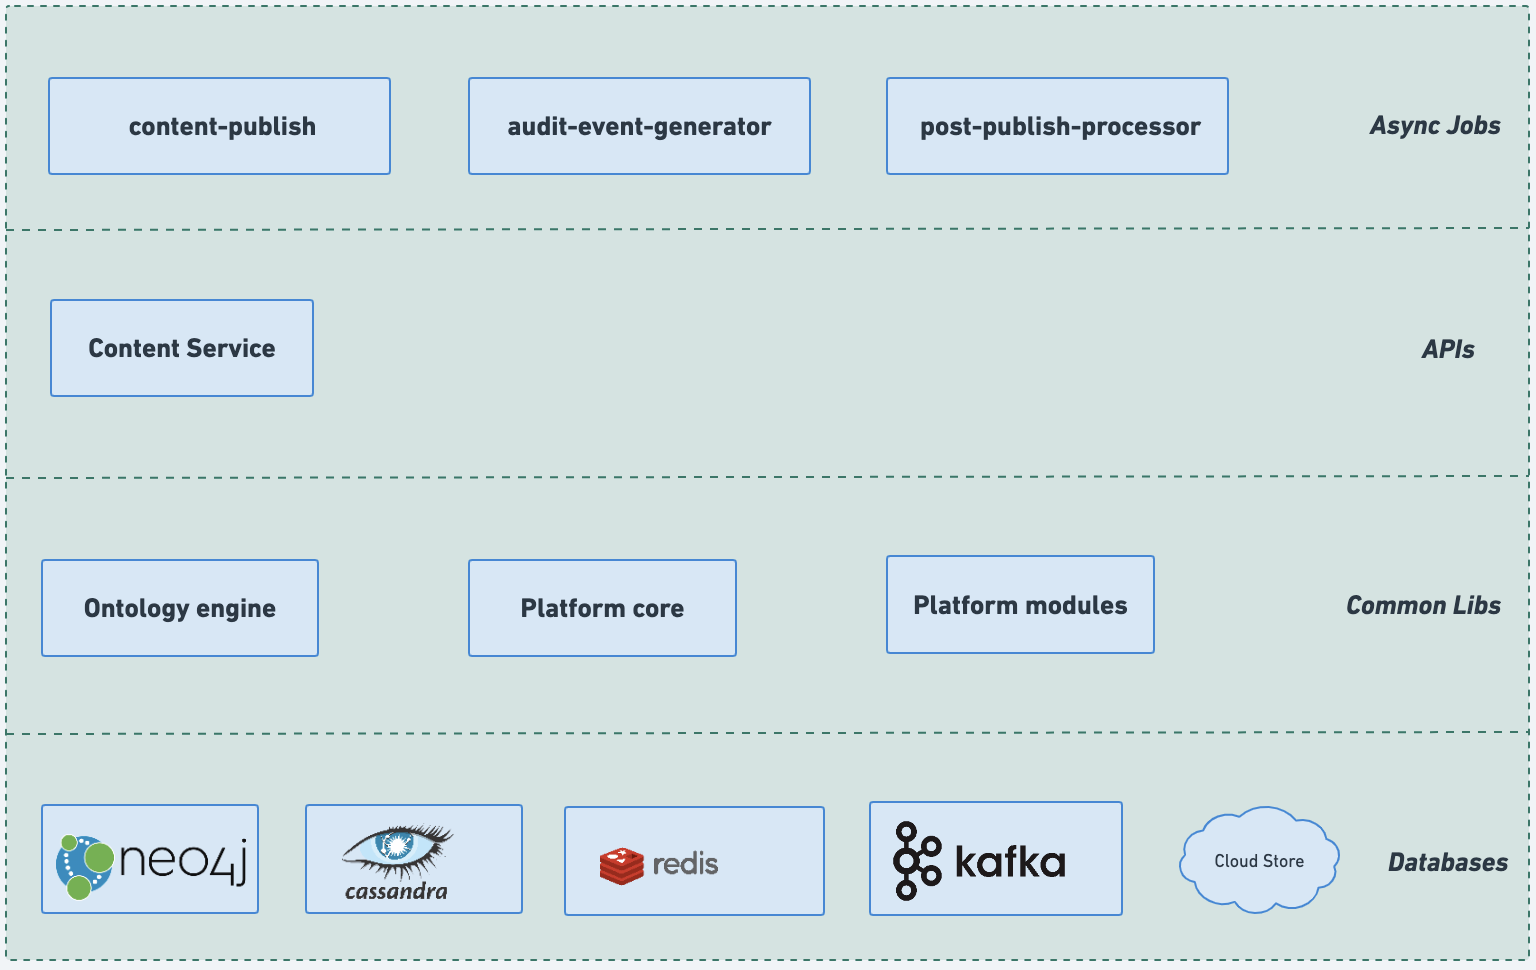 content-publish
audit-event-generator
post-publish-processor
Async Jobs
Content Service
APIs
Ontology engine
Platform core
Platform modules
Common Libs
neo4j
cassandra
redis
kafka
Cloud Store
Databases